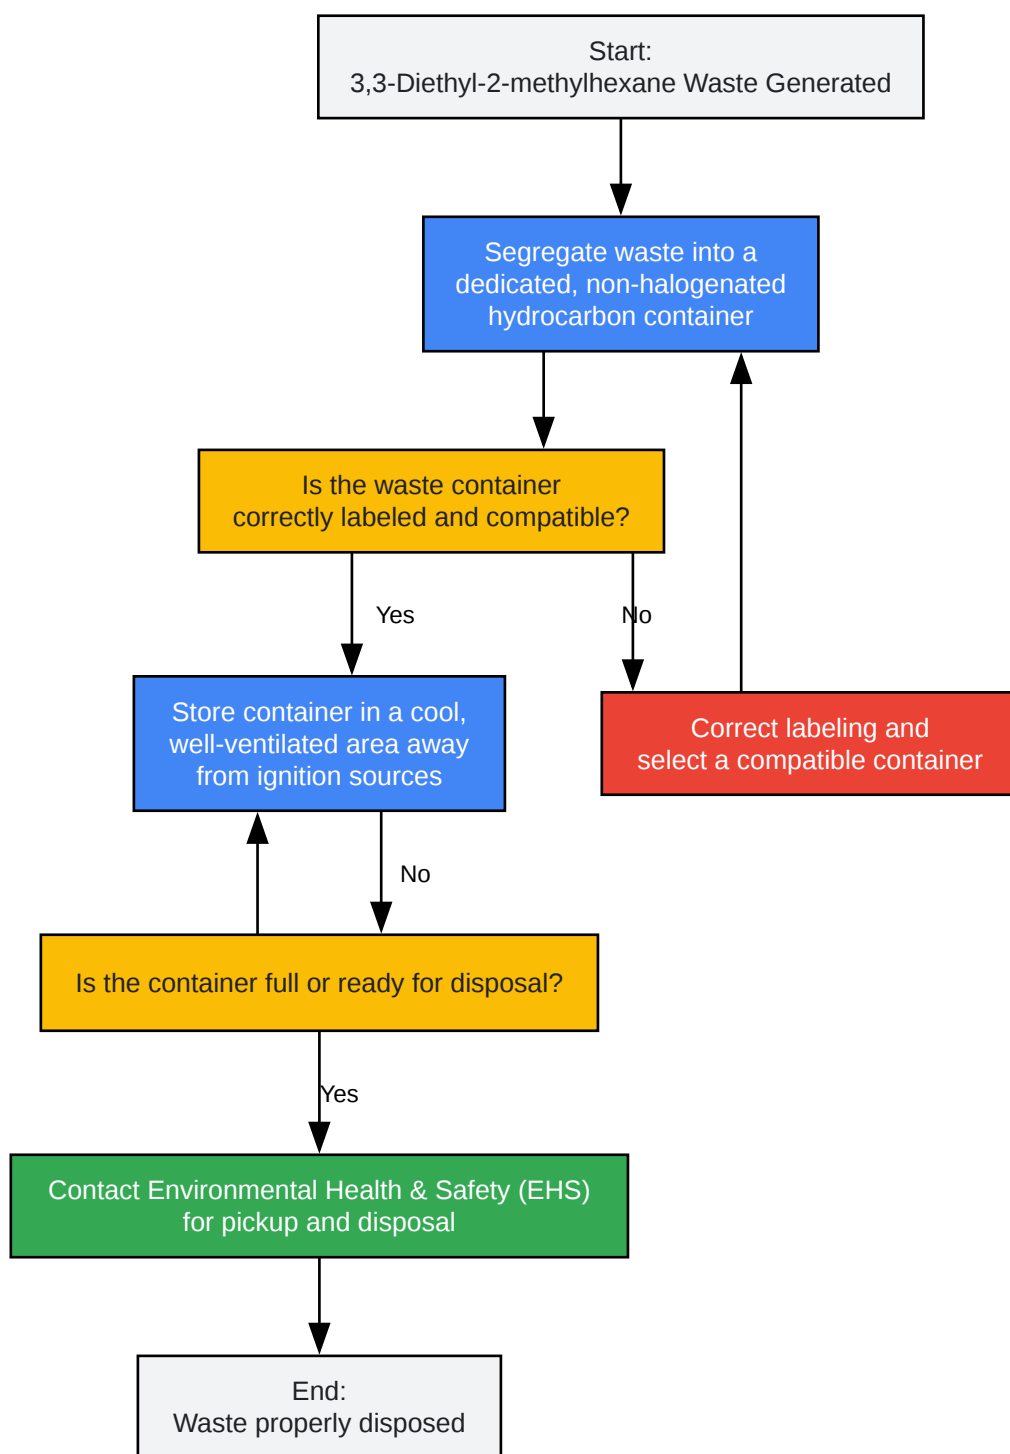 Start:
3,3-Diethyl-2-methylhexane Waste Generated
Segregate waste into a
dedicated, non-halogenated
hydrocarbon container
Is the waste container
correctly labeled and compatible?
Yes
No
Store container in a cool,
well-ventilated area away
from ignition sources
Correct labeling and
select a compatible container
No
Is the container full or ready for disposal?
Yes
Contact Environmental Health & Safety (EHS)
for pickup and disposal
End:
Waste properly disposed